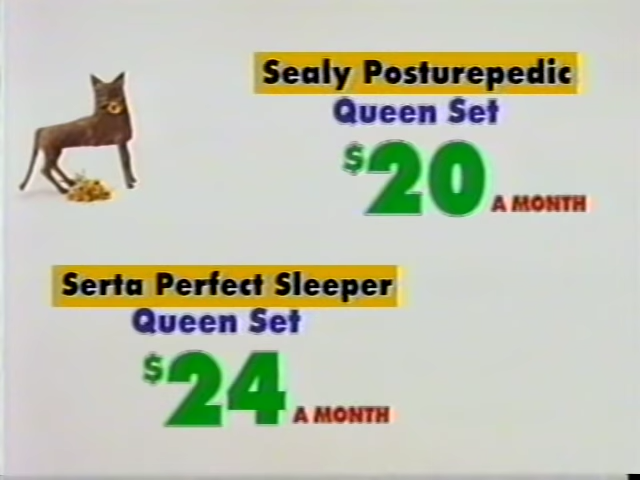 Sealy Posturepedic
Queen Set
$20 A MONTH
Serta Perfect Sleeper
Queen Set
$24 A MONTH